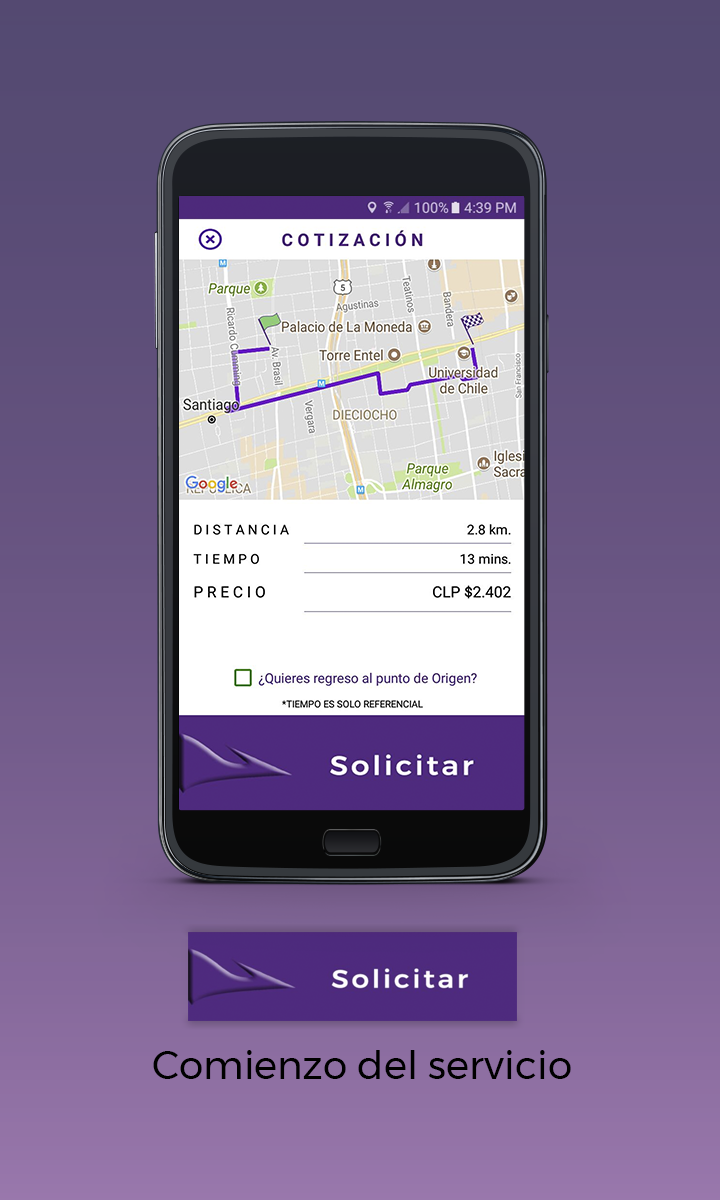 100% 4:39 PM
COTIZACIÓN
M
Parque
5
Agustinas
Teatinos
Bandera
Ricardo Cumming
Palacio de La Moneda
Av. Brasil
Torre Entel
San Francisco
Universidad
de Chile
M
Santiago
Vergara
DIECIOCHO
Iglesi
Sacra
Parque
Almagro
Google
REPÚBLICA
M
DISTANCIA 2.8 km.
TIEMPO 13 mins.
PRECIO CLP $2.402
¿Quieres regreso al punto de Origen?
*TIEMPO ES SOLO REFERENCIAL
Solicitar
Solicitar
Comienzo del servicio